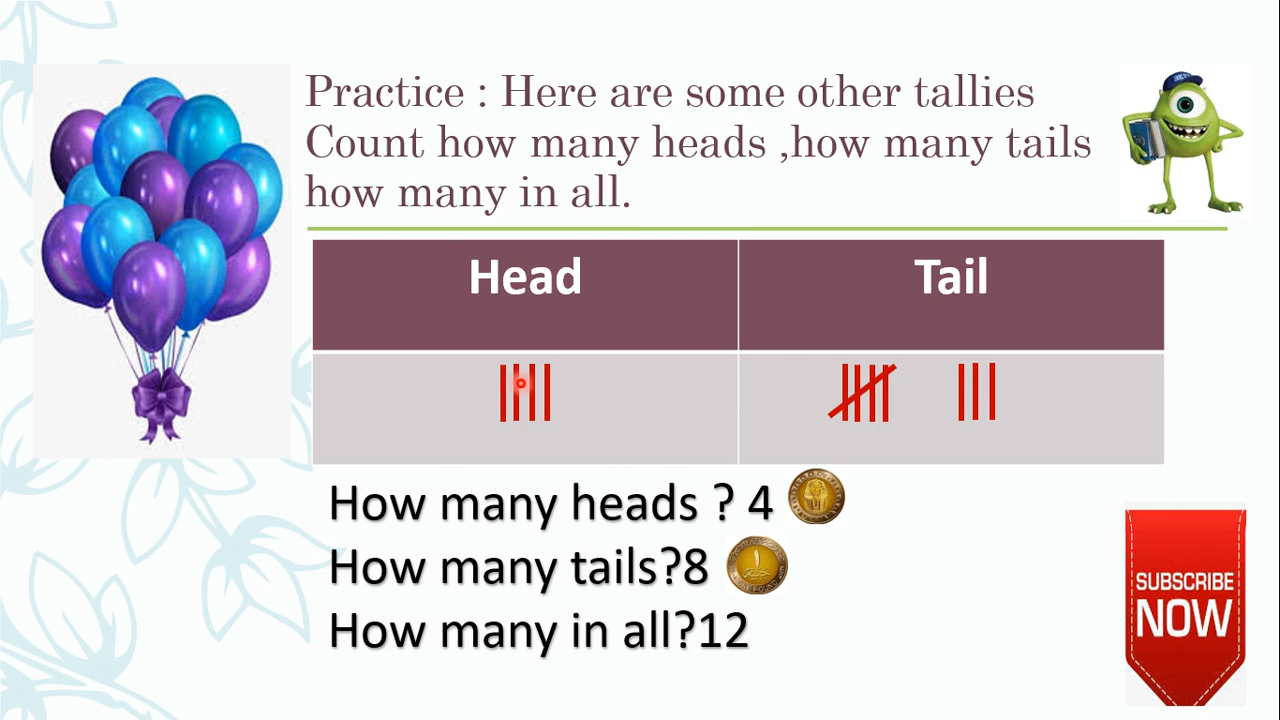 Practice : Here are some other tallies
Count how many heads ,how many tails
how many in all.
Head Tail
How many heads ? 4
How many tails?8
How many in all?12
SUBSCRIBE
NOW